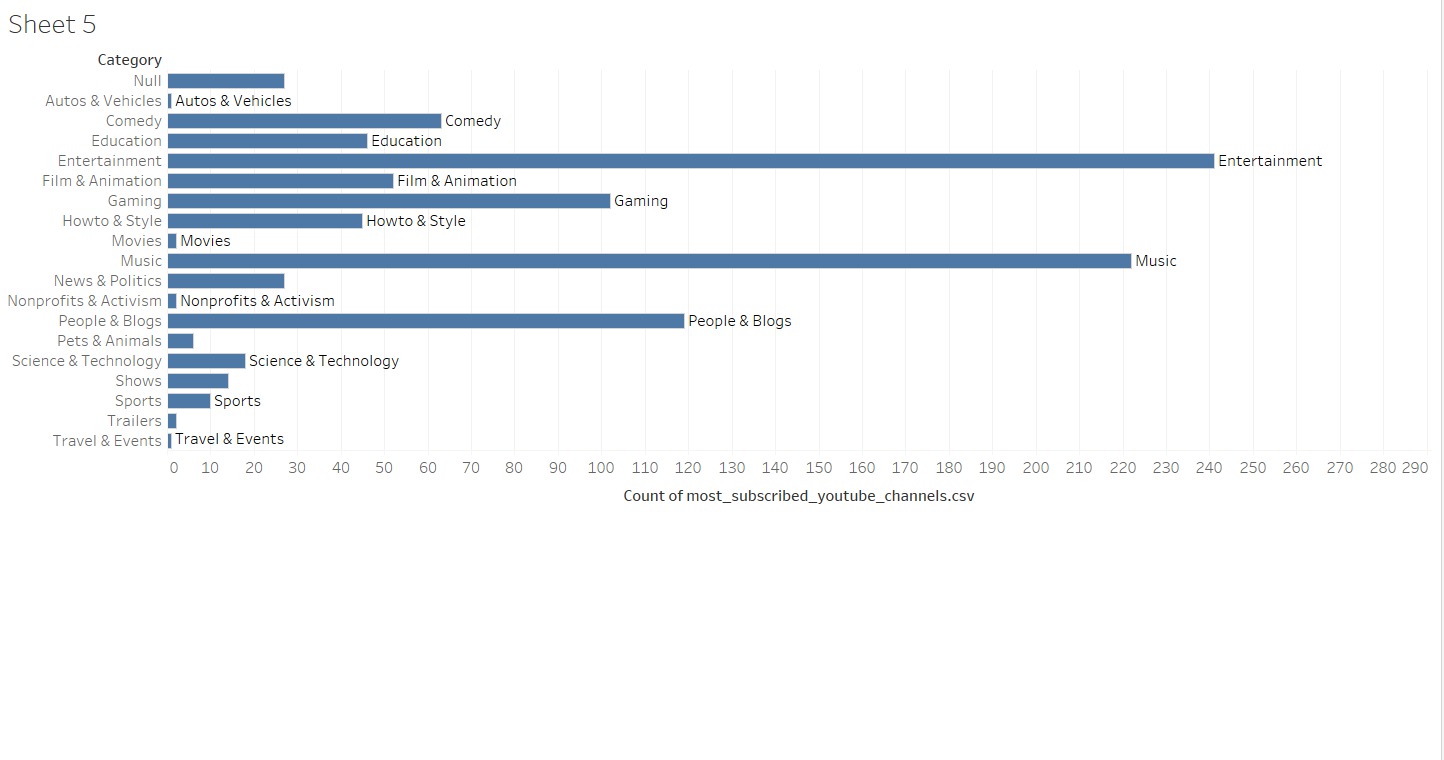 Sheet 5
Category
Null
Autos & Vehicles Autos & Vehicles
Comedy Comedy
Education Education
Entertainment Entertainment
Film & Animation Film & Animation
Gaming Gaming
Howto & Style Howto & Style
Movies Movies
Music Music
News & Politics
Nonprofits & Activism Nonprofits & Activism
People & Blogs People & Blogs
Pets & Animals
Science & Technology Science & Technology
Shows
Sports Sports
Trailers
Travel & Events Travel & Events
0 10 20 30 40 50 60 70 80 90 100 110 120 130 140 150 160 170 180 190 200 210 220 230 240 250 260 270 280 290
Count of most_subscribed_youtube_channels.csv